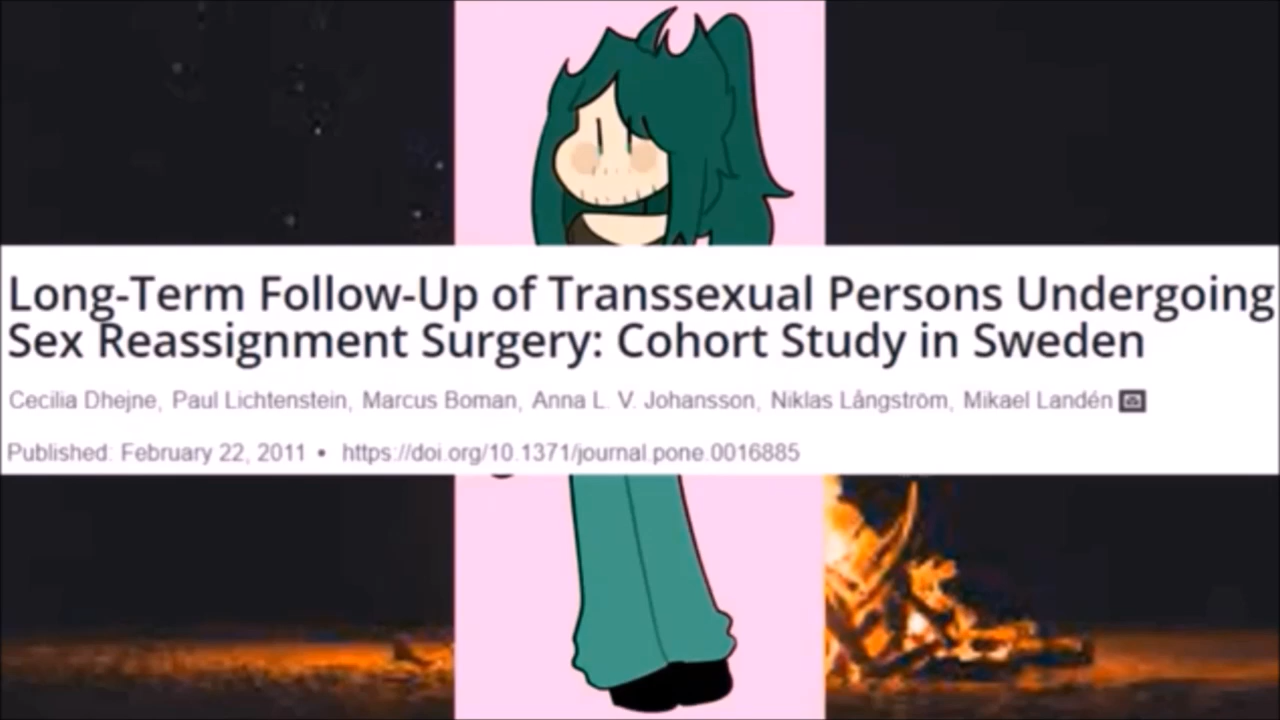 Long-Term Follow-Up of Transsexual Persons Undergoing
Sex Reassignment Surgery: Cohort Study in Sweden
Cecilia Dhejne, Paul Lichtenstein, Marcus Boman, Anna L. V. Johansson, Niklas Långström, Mikael Landén
Published: February 22, 2011 • https://doi.org/10.1371/journal.pone.0016885